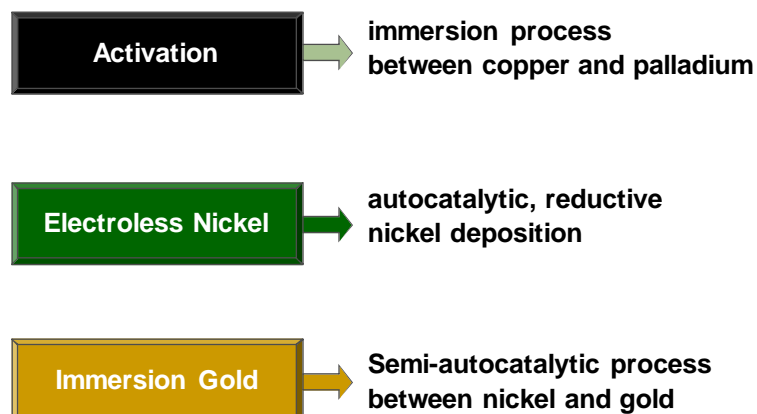 Activation
immersion process
between copper and palladium
Electroless Nickel
autocatalytic, reductive
nickel deposition
Immersion Gold
Semi-autocatalytic process
between nickel and gold